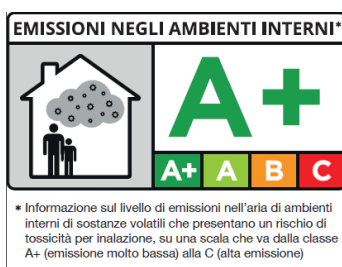 EMISSIONI NEGLI AMBIENTI INTERNI*
A+
A+ A B C
* Informazione sul livello di emissioni nell'aria di ambienti
interni di sostanze volatili che presentano un rischio di
tossicità per inalazione, su una scala che va dalla classe
A+ (emissione molto bassa) alla C (alta emissione)